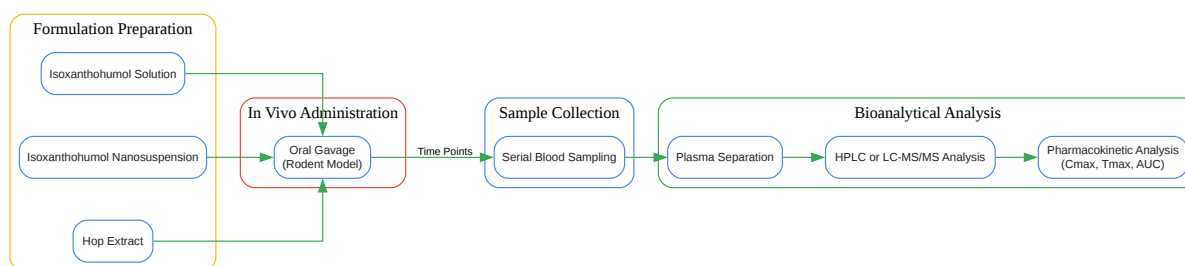 Formulation Preparation
Isoxanthohumol Solution
Isoxanthohumol Nanosuspension
Hop Extract
In Vivo Administration
Oral Gavage
(Rodent Model)
Time Points
Sample Collection
Serial Blood Sampling
Bioanalytical Analysis
Plasma Separation
HPLC or LC-MS/MS Analysis
Pharmacokinetic Analysis
(Cmax, Tmax, AUC)